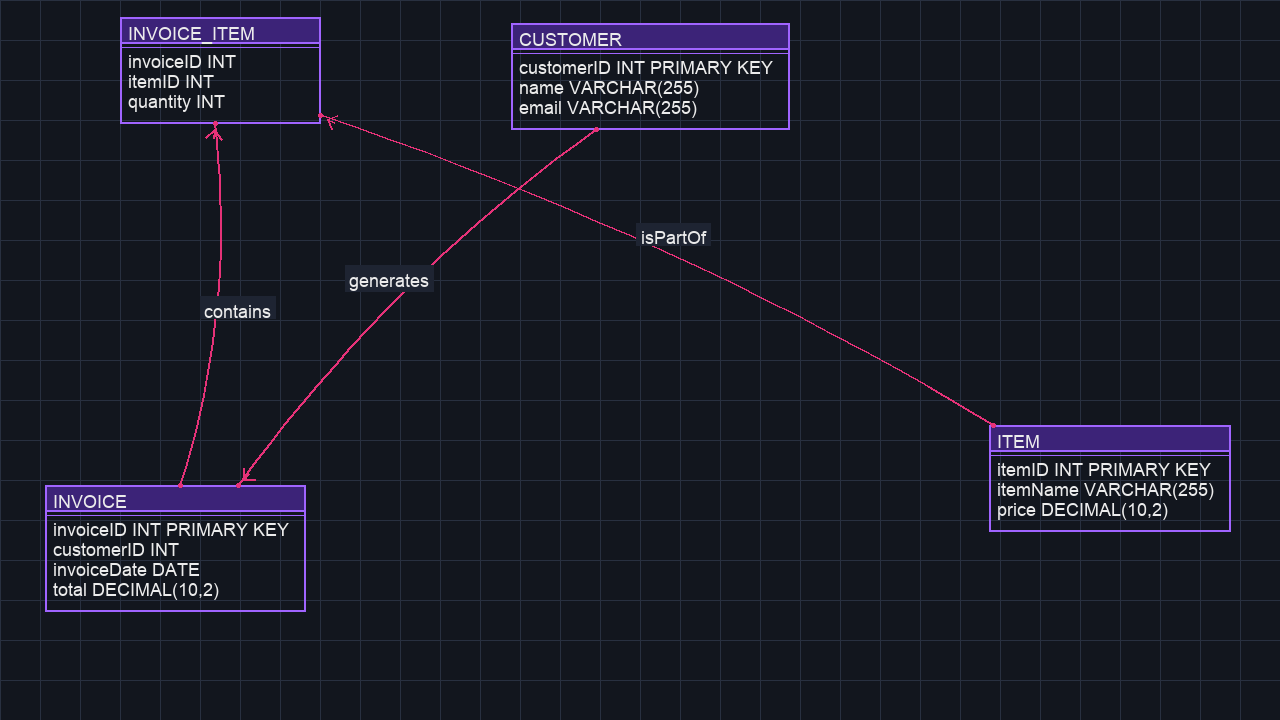 INVOICE_ITEM
invoiceID INT
itemID INT
quantity INT
CUSTOMER
customerID INT PRIMARY KEY
name VARCHAR(255)
email VARCHAR(255)
isPartOf
generates
contains
ITEM
itemID INT PRIMARY KEY
itemName VARCHAR(255)
price DECIMAL(10,2)
INVOICE
invoiceID INT PRIMARY KEY
customerID INT
invoiceDate DATE
total DECIMAL(10,2)